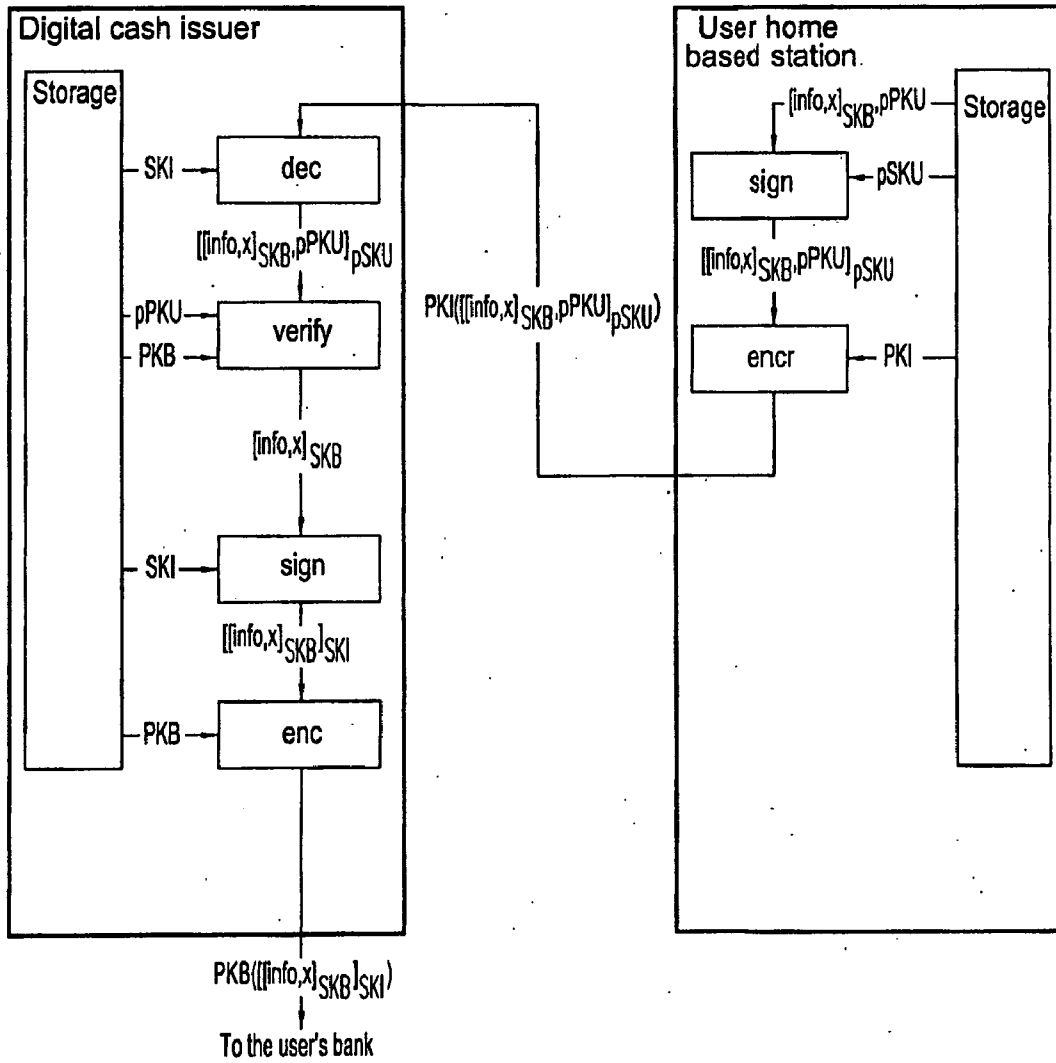 Digital cash issuer
Storage
SKI
dec
[[info,x]SKB,pPKU]pSKU
pPKU
verify
PKB
[info,x]SKB
SKI
sign
[[info,x]SKB]SKI
PKB
enc
PKB([[info,x]SKB]SKI)
To the user's bank
PKI([[info,x]SKB,pPKU]pSKU)
User home
based station
Storage
[info,x]SKB,pPKU
sign
pSKU
[[info,x]SKB,pPKU]pSKU
encr
PKI